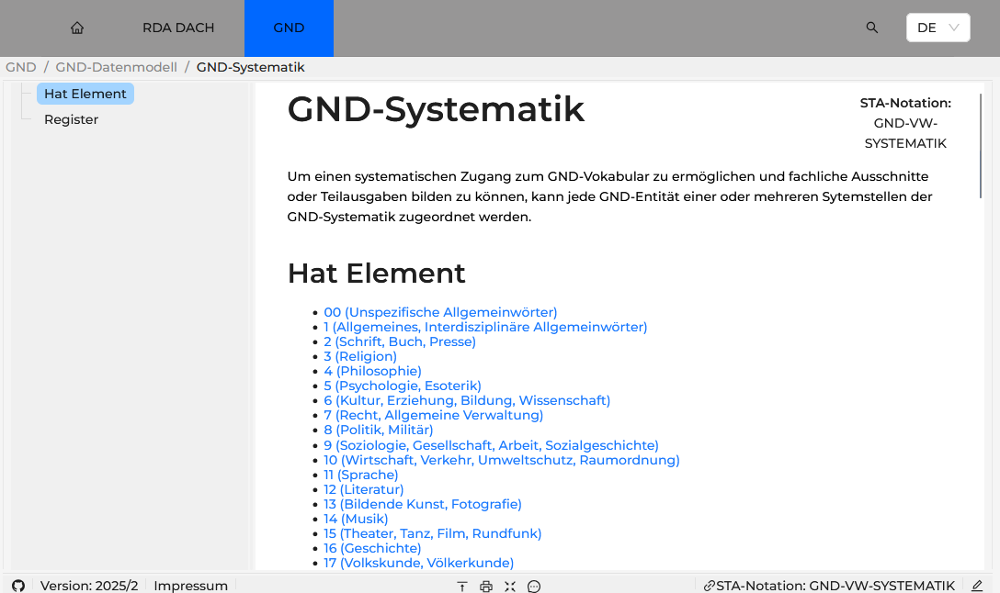 RDA DACH
GND
DE
GND / GND-Datenmodell / GND-Systematik
Hat Element
Register
GND-Systematik
STA-Notation:
GND-VW-
SYSTEMATIK
Um einen systematischen Zugang zum GND-Vokabular zu ermöglichen und fachliche Ausschnitte
oder Teilausgaben bilden zu können, kann jede GND-Entität einer oder mehreren Sytemstellen der
GND-Systematik zugeordnet werden.
Hat Element
• 00 (Unspezifische Allgemeinwörter)
• 1 (Allgemeines, Interdisziplinäre Allgemeinwörter)
• 2 (Schrift, Buch, Presse)
• 3 (Religion)
• 4 (Philosophie)
• 5 (Psychologie, Esoterik)
• 6 (Kultur, Erziehung, Bildung, Wissenschaft)
• 7 (Recht, Allgemeine Verwaltung)
• 8 (Politik, Militär)
• 9 (Soziologie, Gesellschaft, Arbeit, Sozialgeschichte)
• 10 (Wirtschaft, Verkehr, Umweltschutz, Raumordnung)
• 11 (Sprache)
• 12 (Literatur)
• 13 (Bildende Kunst, Fotografie)
• 14 (Musik)
• 15 (Theater, Tanz, Film, Rundfunk)
• 16 (Geschichte)
• 17 (Volkskunde, Völkerkunde)
Version: 2025/2
Impressum
STA-Notation: GND-VW-SYSTEMATIK